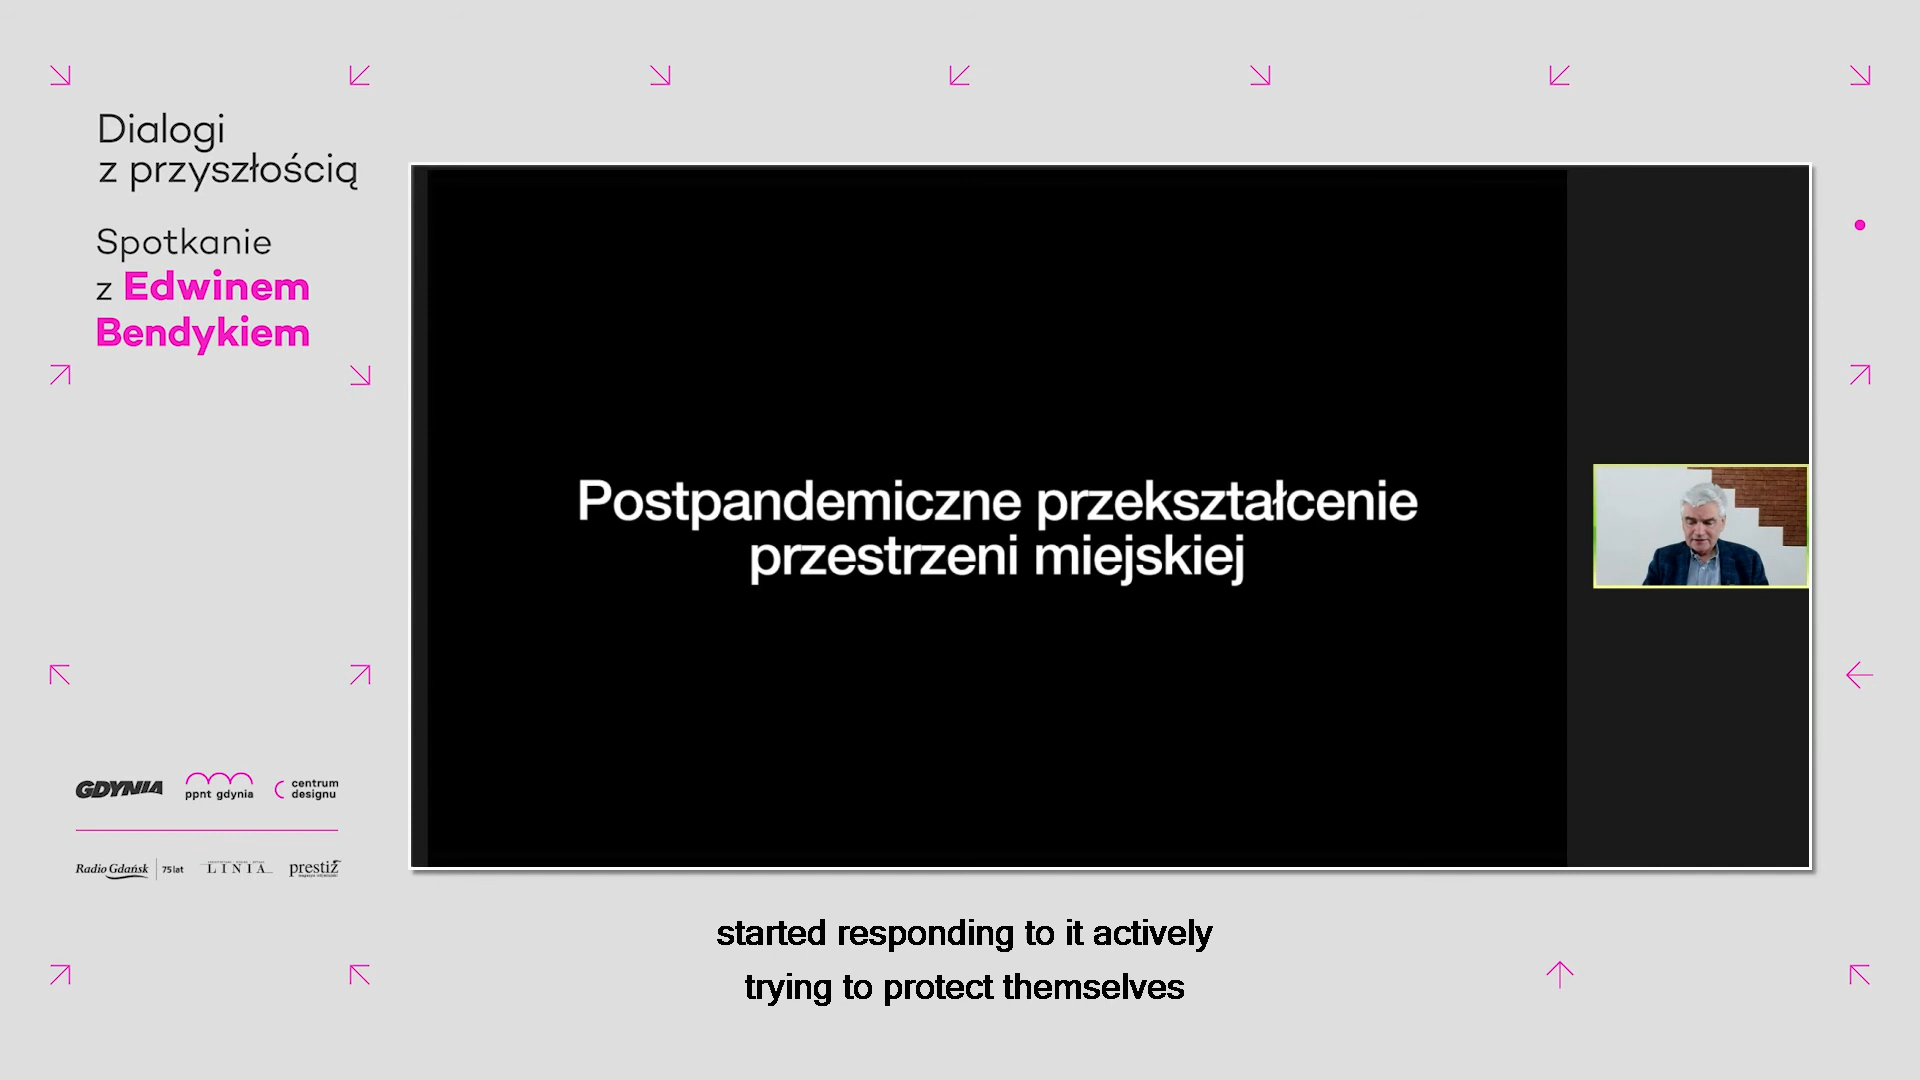 Dialogi
z przyszłością
Spotkanie
z Edwinem
Bendykiem
Postpandemiczne przekształcenie
przestrzeni miejskiej
GDYNIA
ppnt gdynia
centrum
designu
Radio Gdańsk 75 lat
LINIA
prestiż
started responding to it actively
trying to protect themselves